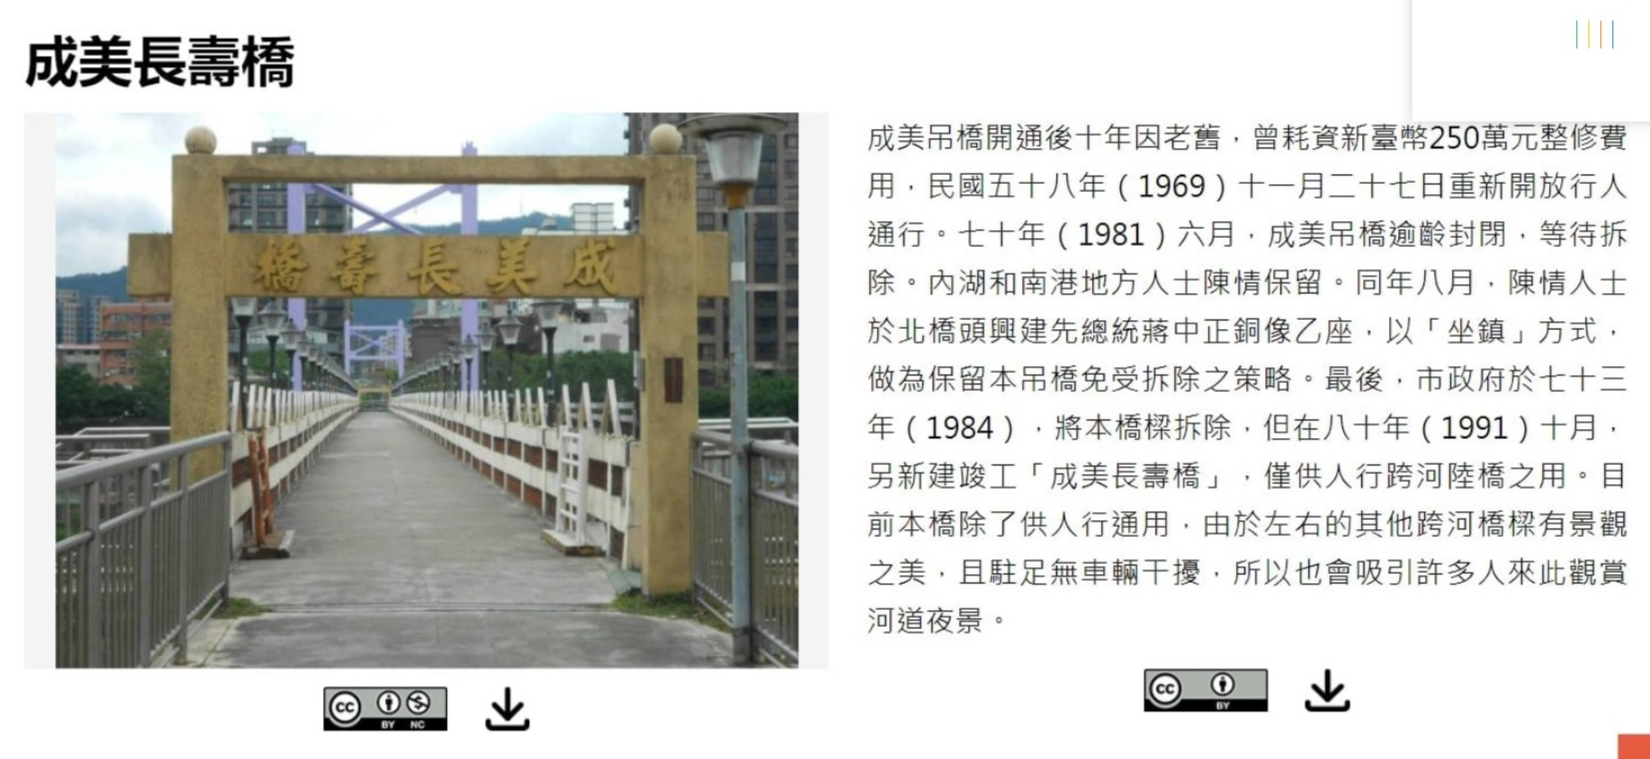 成美長壽橋
橋壽長美成
成美吊橋開通後十年因老舊，曾耗資新臺幣250萬元整修費
用，民國五十八年（1969）十一月二十七日重新開放行人
通行。七十年（1981）六月，成美吊橋逾齡封閉，等待拆
除。內湖和南港地方人士陳情保留。同年八月，陳情人士
於北橋頭興建先總統蔣中正銅像乙座，以「坐鎮」方式，
做為保留本吊橋免受拆除之策略。最後，市政府於七十三
年（1984），將本橋樑拆除，但在八十年（1991）十月，
另新建竣工「成美長壽橋」，僅供人行跨河陸橋之用。目
前本橋除了供人行通用，由於左右的其他跨河橋樑有景觀
之美，且駐足無車輛干擾，所以也會吸引許多人來此觀賞
河道夜景。
cc BY NC
cc BY